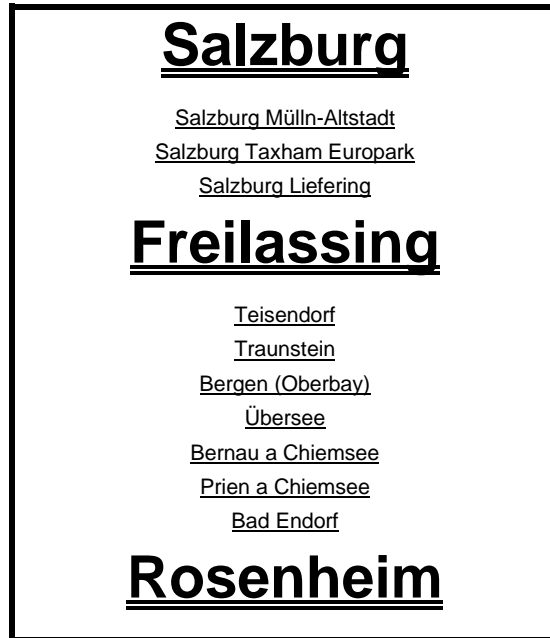 Salzburg
Salzburg Mülln-Altstadt
Salzburg Taxham Europark
Salzburg Liefering
Freilassing
Teisendorf
Traunstein
Bergen (Oberbay)
Übersee
Bernau a Chiemsee
Prien a Chiemsee
Bad Endorf
Rosenheim